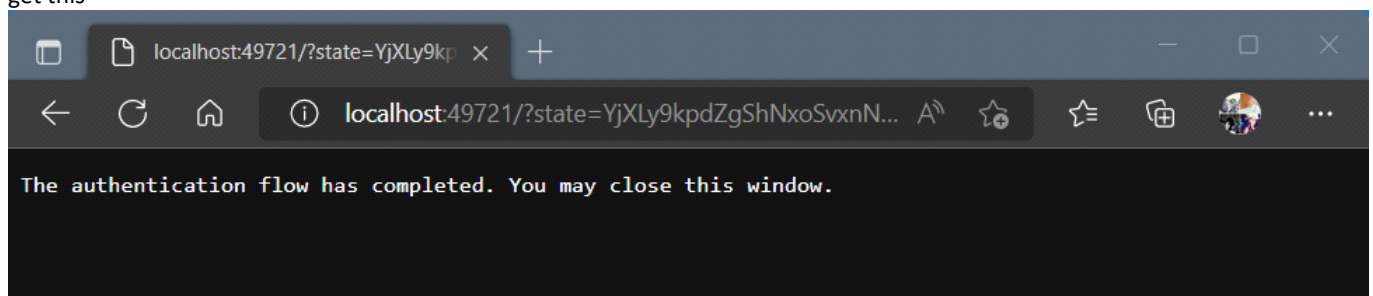 get this
localhost:49721/?state=YjXLy9kp
localhost:49721/?state=YjXLy9kpdZgShNxoSvxnN...
The authentication flow has completed. You may close this window.